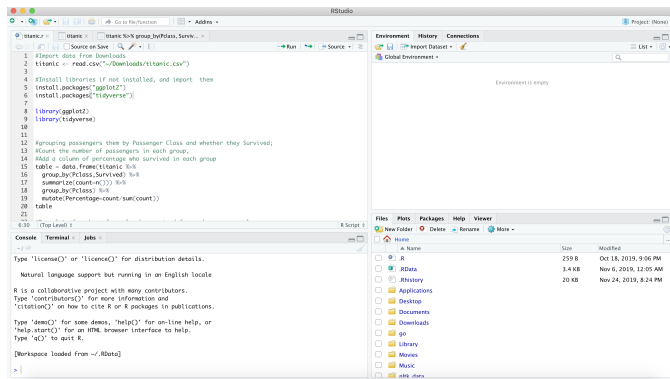 RStudio
Go to file/function
Addins
Project: (None)
titanic.r
titanic
titanic %>% group_by(Pclass, Surviv...
Source on Save
Run
Source
1 #Import data from Downloads
2 titanic <- read.csv("~/Downloads/titanic.csv")
3
4 #Install libraries if not installed, and import them
5 install.packages("ggplot2")
6 install.packages("tidyverse")
7
8 library(ggplot2)
9 library(tidyverse)
10
11
12 #grouping passengers them by Passenger Class and whether they Survived;
13 #Count the number of passengers in each group,
14 #Add a column of percentage who survived in each group
15 table = data.frame(titanic %>%
16 group_by(Pclass,Survived) %>%
17 summarize(count=n())) %>%
18 group_by(Pclass) %>%
19 mutate(Percentage=count/sum(count))
20 table
21
6:30 (Top Level)
R Script
Console Terminal Jobs
~/
Type 'license()' or 'licence()' for distribution details.
Natural language support but running in an English locale
R is a collaborative project with many contributors.
Type 'contributors()' for more information and
'citation()' on how to cite R or R packages in publications.
Type 'demo()' for some demos, 'help()' for on-line help, or
'help.start()' for an HTML browser interface to help.
Type 'q()' to quit R.
[Workspace loaded from ~/.RData]
>
Environment History Connections
Import Dataset
List
Global Environment
Environment is empty
Files Plots Packages Help Viewer
New Folder Delete Rename More
Home
Name Size Modified
.R 259 B Oct 18, 2019, 9:06 PM
.RData 3.4 KB Nov 6, 2019, 12:05 AM
.Rhistory 20 KB Nov 24, 2019, 8:24 PM
Applications
Desktop
Documents
Downloads
go
Library
Movies
Music
nltk_data